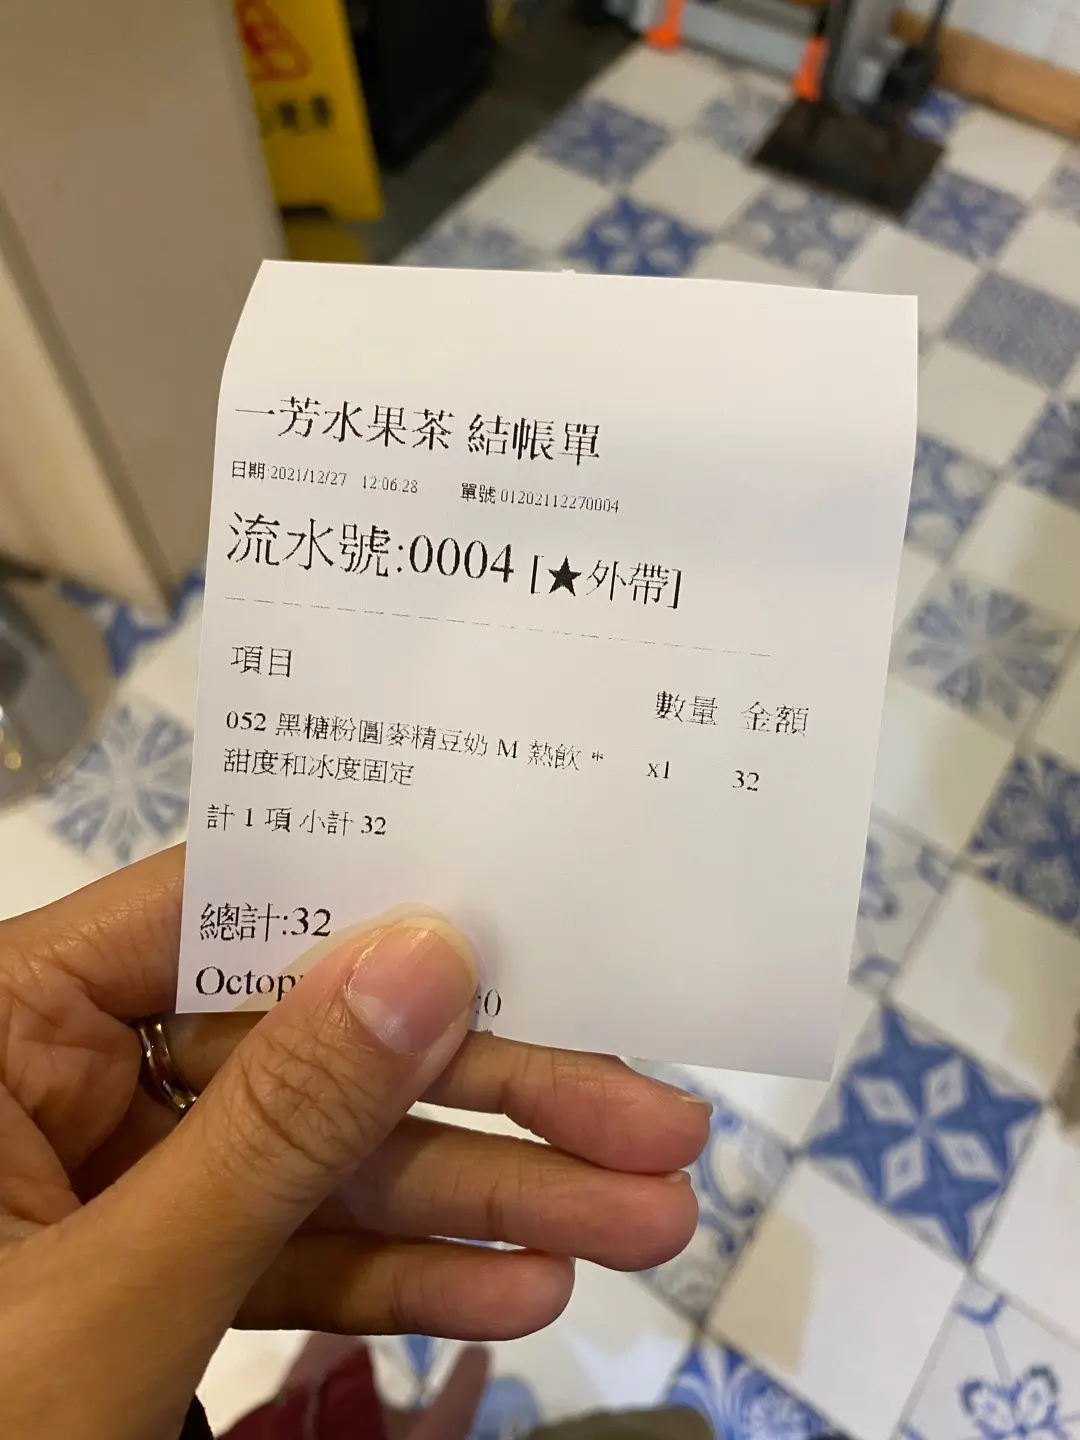 一芳水果茶 結帳單
日期:2021/12/27 12:06:28 單號 01202112270004
流水號:0004 [★外帶]
項目 數量 金額
052 黑糖粉圓麥精豆奶 M 熱飲 * x1 32
甜度和冰度固定
計 1 項 小計 32
總計:32
:0